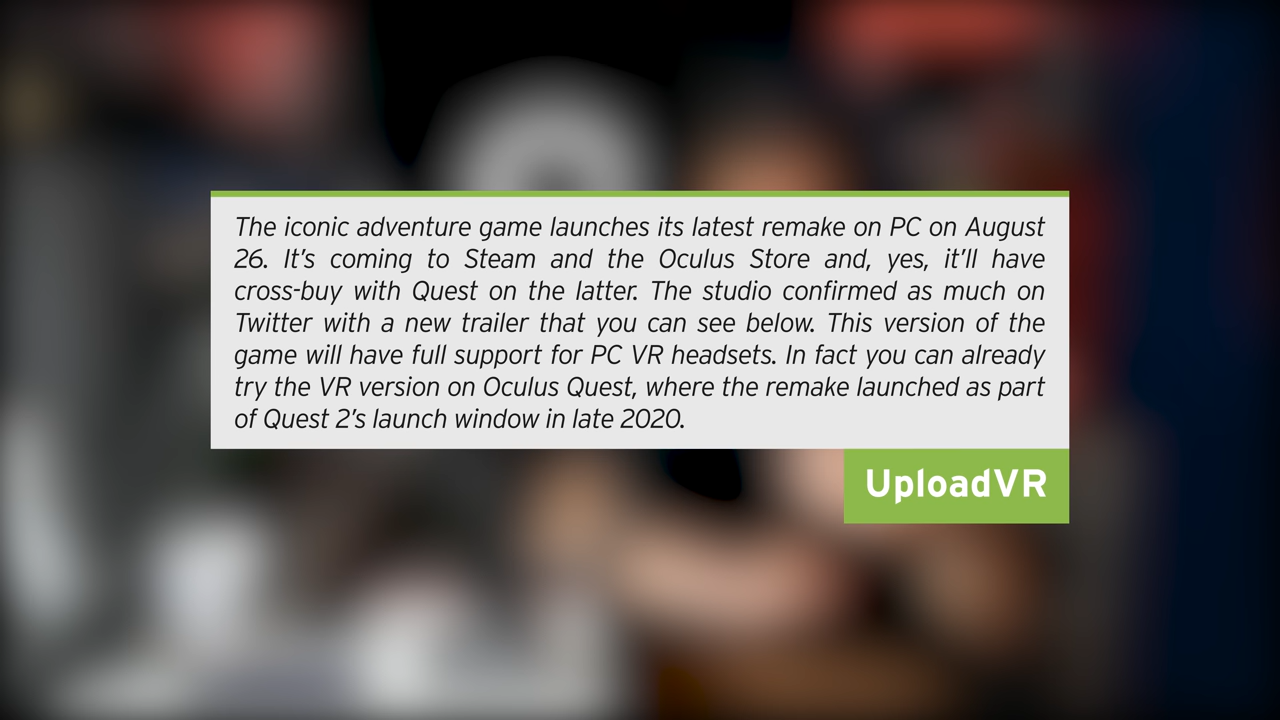 The iconic adventure game launches its latest remake on PC on August
26. It’s coming to Steam and the Oculus Store and, yes, it’ll have
cross-buy with Quest on the latter. The studio confirmed as much on
Twitter with a new trailer that you can see below. This version of the
game will have full support for PC VR headsets. In fact you can already
try the VR version on Oculus Quest, where the remake launched as part
of Quest 2’s launch window in late 2020.
UploadVR